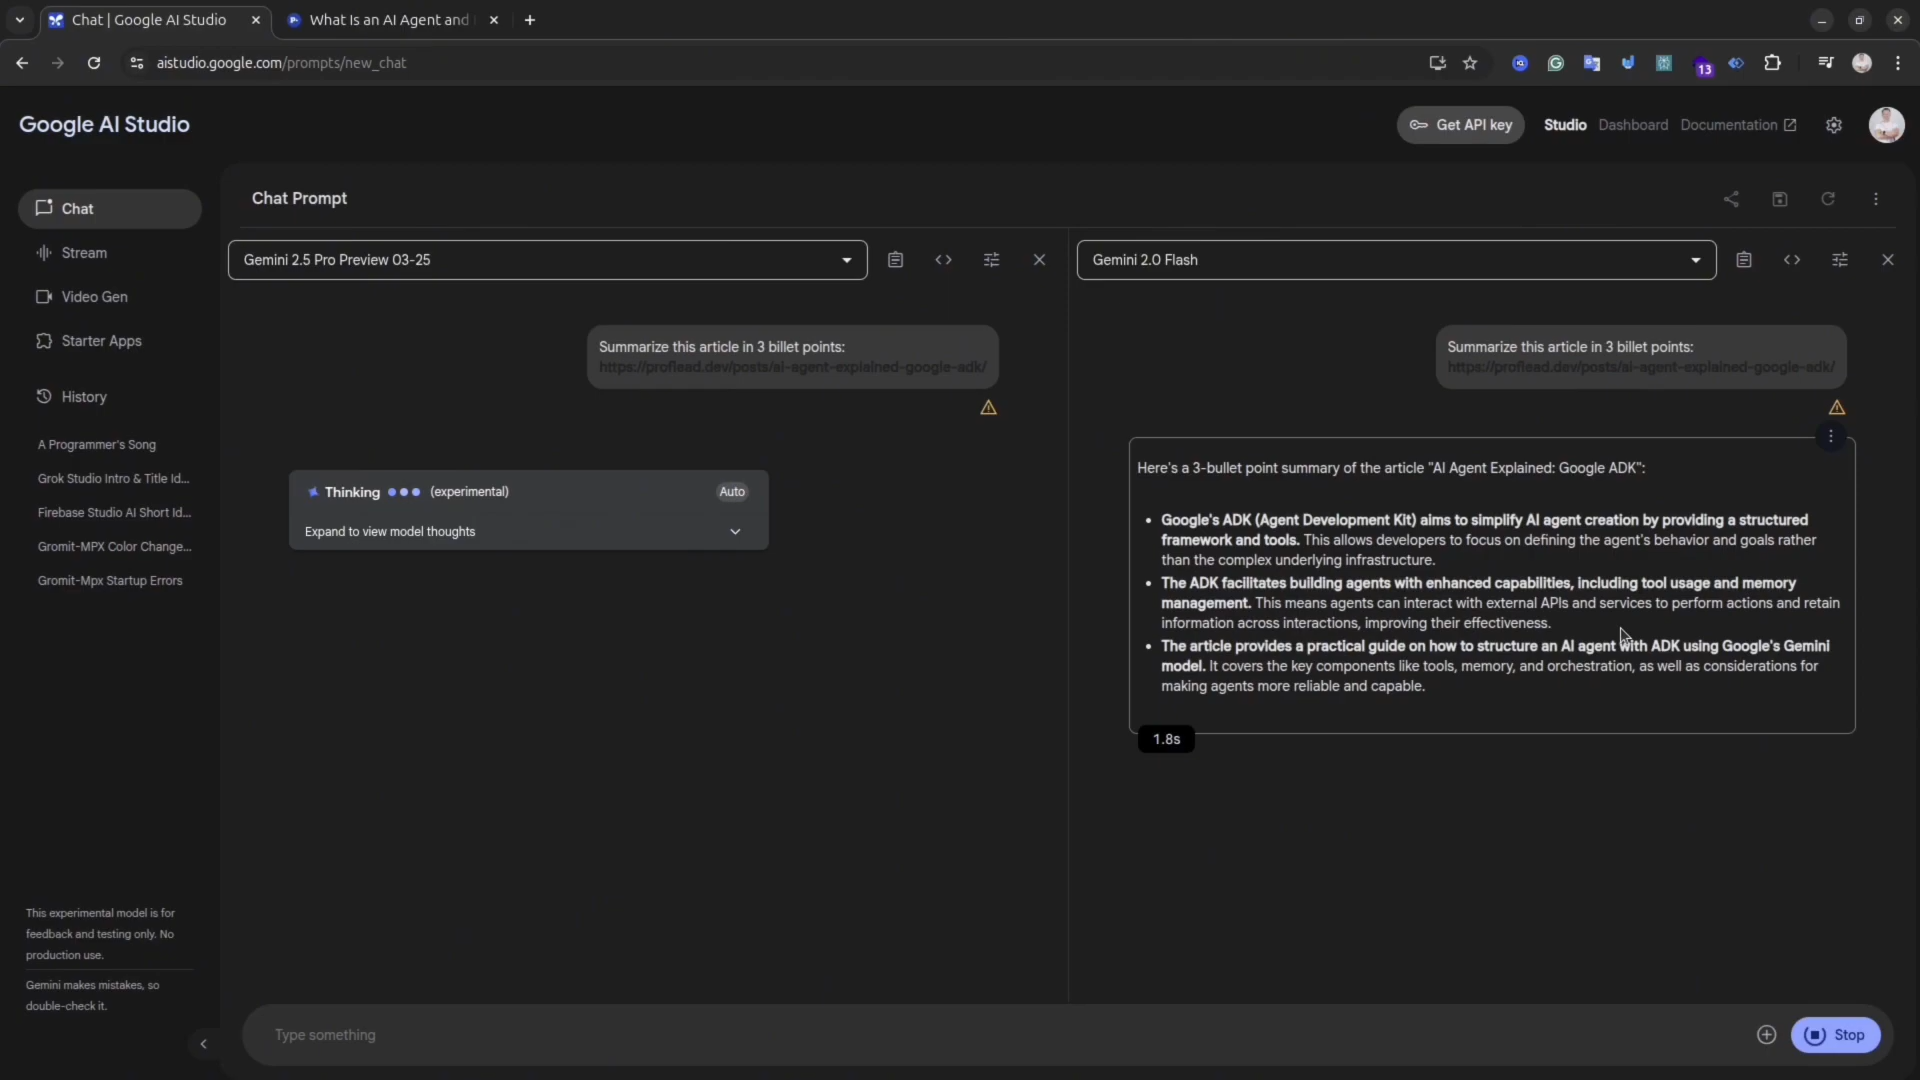 Chat | Google AI Studio
What Is an AI Agent and
aistudio.google.com/prompts/new_chat
13
Google AI Studio
Get API key
Studio
Dashboard
Documentation
Chat
Stream
Video Gen
Starter Apps
History
A Programmer's Song
Grok Studio Intro & Title Id...
Firebase Studio AI Short Id...
Gromit-MPX Color Change...
Gromit-Mpx Startup Errors
This experimental model is for
feedback and testing only. No
production use.
Gemini makes mistakes, so
double-check it.
Chat Prompt
Gemini 2.5 Pro Preview 03-25
Summarize this article in 3 billet points:
https://proflead.dev/posts/ai-agent-explained-google-adk/
Thinking (experimental)
Auto
Expand to view model thoughts
Gemini 2.0 Flash
Summarize this article in 3 billet points:
https://proflead.dev/posts/ai-agent-explained-google-adk/
Here's a 3-bullet point summary of the article "AI Agent Explained: Google ADK":
• Google's ADK (Agent Development Kit) aims to simplify AI agent creation by providing a structured
framework and tools. This allows developers to focus on defining the agent's behavior and goals rather
than the complex underlying infrastructure.
• The ADK facilitates building agents with enhanced capabilities, including tool usage and memory
management. This means agents can interact with external APIs and services to perform actions and retain
information across interactions, improving their effectiveness.
• The article provides a practical guide on how to structure an AI agent with ADK using Google's Gemini
model. It covers the key components like tools, memory, and orchestration, as well as considerations for
making agents more reliable and capable.
1.8s
Type something
Stop